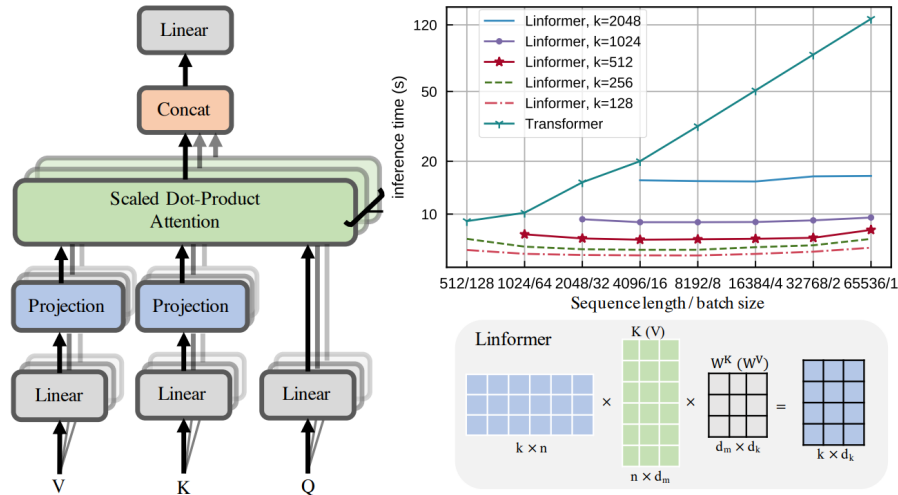 Linear
Concat
Scaled Dot-Product
Attention
Projection
Projection
Linear
Linear
Linear
V
K
Q
inference time (s)
120
50
20
10
Linformer, k=2048
Linformer, k=1024
Linformer, k=512
Linformer, k=256
Linformer, k=128
Transformer
512/128 1024/64 2048/32 4096/16 8192/8 16384/4 32768/2 65536/1
Sequence length / batch size
Linformer
K (V)
W^K (W^V)
× × =
k × n
n × d_m
d_m × d_k
k × d_k